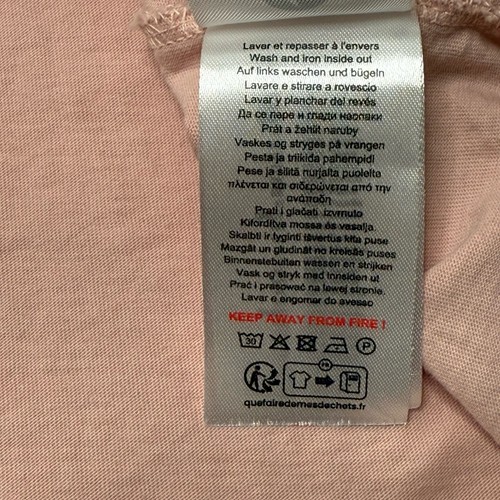 Lavar et repasser à l'envers
Wash and iron inside out
Auf links waschen und bügeln
Lavare e stirare a rovescio
Lavar y planchar del revés
Да се пере и глади наопаки
Prát a žehlit naruby
Vaskes og stryges på vrangen
Pesta ja triikida pahempidi
Pese ja silitä nurjalta puolelta
πλένεται και σιδερώνεται από την
ανάποδη
Prati i glačati izvrnuto
Kifordítva mossa és vasalja.
Skalbti ir lyginti išvertus kita puse
Mazgāt un gludināt no kreisās puses
Binnenstebuiten wassen en strijken
Vask og stryk med innsiden ut
Prać i prasować na lewej stronie.
Lavar e engomar do avesso
KEEP AWAY FROM FIRE !
30 P
FR
quefairedemesdechets.fr